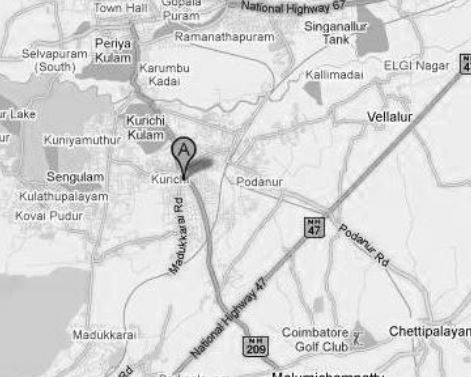 Town Hall
Gopala
Puram
National Highway 67
Singanallur
Tank
Ramanathapuram
Periya
Kulam
Selvapuram
(South)
Karumbu
Kadai
ELGI Nagar
Kallimadai
Kurichi
Kulam
Vellalur
Lake
Kuniyamuthur
A
Sengulam
Kurichi
Podanur
Kulathupalayam
Kovai Pudur
Madukkarai Rd
NH
47
Podanur Rd
National Highway 47
Madukkarai
NH
209
Coimbatore
Golf Club
Chettipalayam
Rd